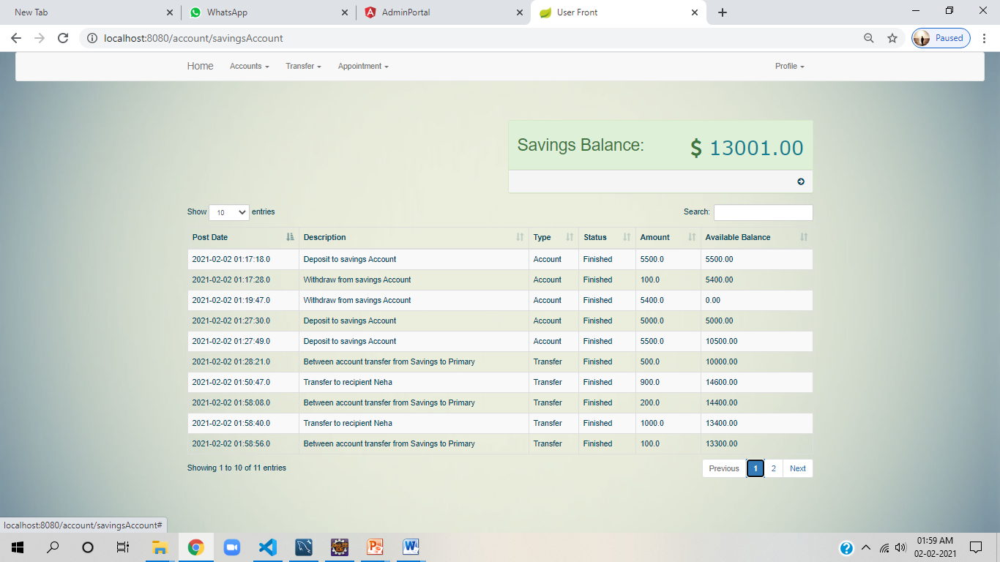 New Tab WhatsApp AdminPortal User Front
localhost:8080/account/savingsAccount Paused
Home Accounts Transfer Appointment Profile
Savings Balance: $ 13001.00
Show 10 entries Search:
Post Date Description Type Status Amount Available Balance
2021-02-02 01:17:18.0 Deposit to savings Account Account Finished 5500.0 5500.00
2021-02-02 01:17:28.0 Withdraw from savings Account Account Finished 100.0 5400.00
2021-02-02 01:19:47.0 Withdraw from savings Account Account Finished 5400.0 0.00
2021-02-02 01:27:30.0 Deposit to savings Account Account Finished 5000.0 5000.00
2021-02-02 01:27:49.0 Deposit to savings Account Account Finished 5500.0 10500.00
2021-02-02 01:28:21.0 Between account transfer from Savings to Primary Transfer Finished 500.0 10000.00
2021-02-02 01:50:47.0 Transfer to recipient Neha Transfer Finished 900.0 14600.00
2021-02-02 01:58:08.0 Between account transfer from Savings to Primary Transfer Finished 200.0 14400.00
2021-02-02 01:58:40.0 Transfer to recipient Neha Transfer Finished 1000.0 13400.00
2021-02-02 01:58:56.0 Between account transfer from Savings to Primary Transfer Finished 100.0 13300.00
Showing 1 to 10 of 11 entries Previous 1 2 Next
localhost:8080/account/savingsAccount#
Java EE
IDE
01:59 AM
02-02-2021